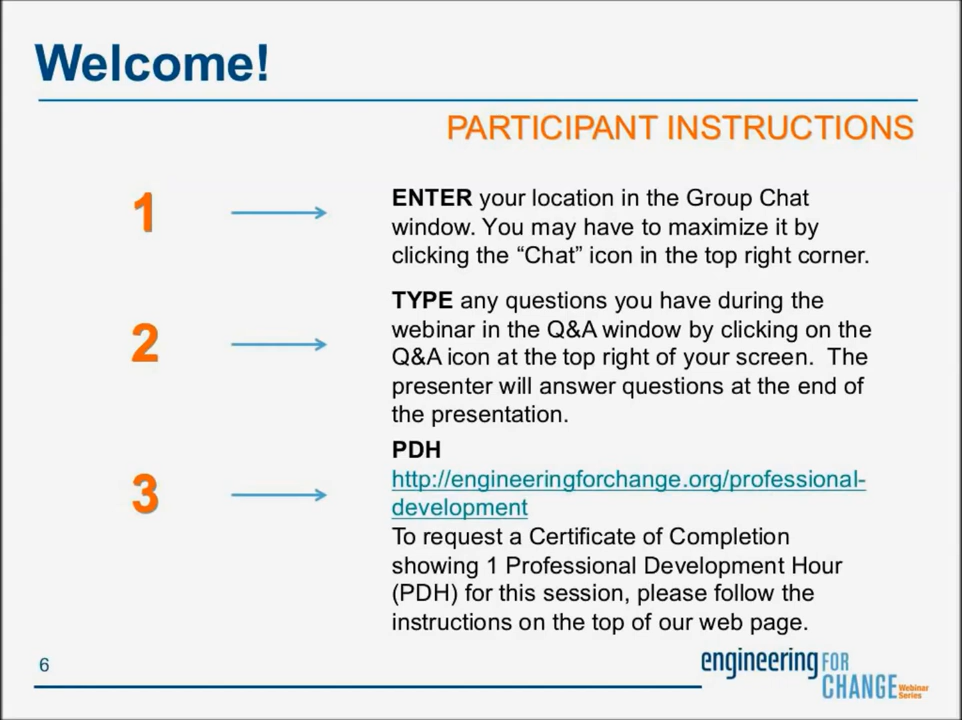 Welcome!
PARTICIPANT INSTRUCTIONS
1
ENTER your location in the Group Chat
window. You may have to maximize it by
clicking the “Chat” icon in the top right corner.
2
TYPE any questions you have during the
webinar in the Q&A window by clicking on the
Q&A icon at the top right of your screen.  The
presenter will answer questions at the end of
the presentation.
3
PDH
http://engineeringforchange.org/professional-
development
To request a Certificate of Completion
showing 1 Professional Development Hour
(PDH) for this session, please follow the
instructions on the top of our web page.
6
engineering FOR
CHANGE Webinar
Series